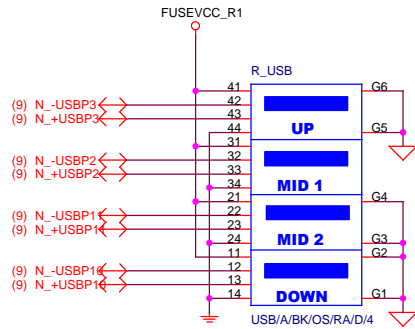 FUSEVCC_R1
R_USB
41 G6
(9) N_-USBP3 42
(9) N_+USBP3 43
44 UP G5
31
(9) N_-USBP2 32
(9) N_+USBP2 33
34 MID 1
21 G4
(9) N_-USBP11 22
(9) N_+USBP11 23
24 MID 2 G3
11 G2
(9) N_-USBP10 12
(9) N_+USBP10 13
14 DOWN G1
USB/A/BK/OS/RA/D/4